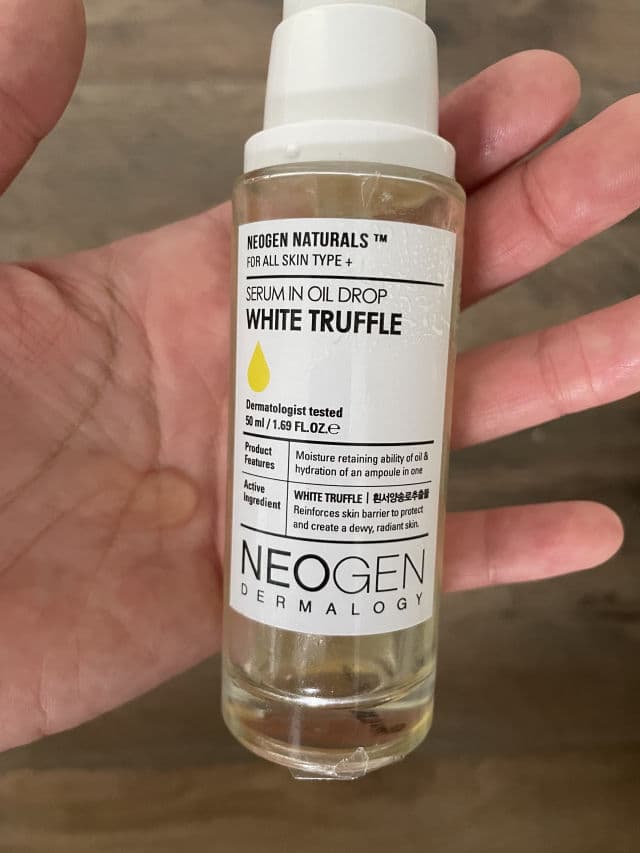 NEOGEN NATURALS ™
FOR ALL SKIN TYPE +
SERUM IN OIL DROP
WHITE TRUFFLE
Dermatologist tested
50 ml / 1.69 FL.OZ.℮
Product
Features
Moisture retaining ability of oil &
hydration of an ampoule in one
Active
Ingredient
WHITE TRUFFLE | 흰서양송로추출물
Reinforces skin barrier to protect
and create a dewy, radiant skin.
NEOGEN
DERMALOGY